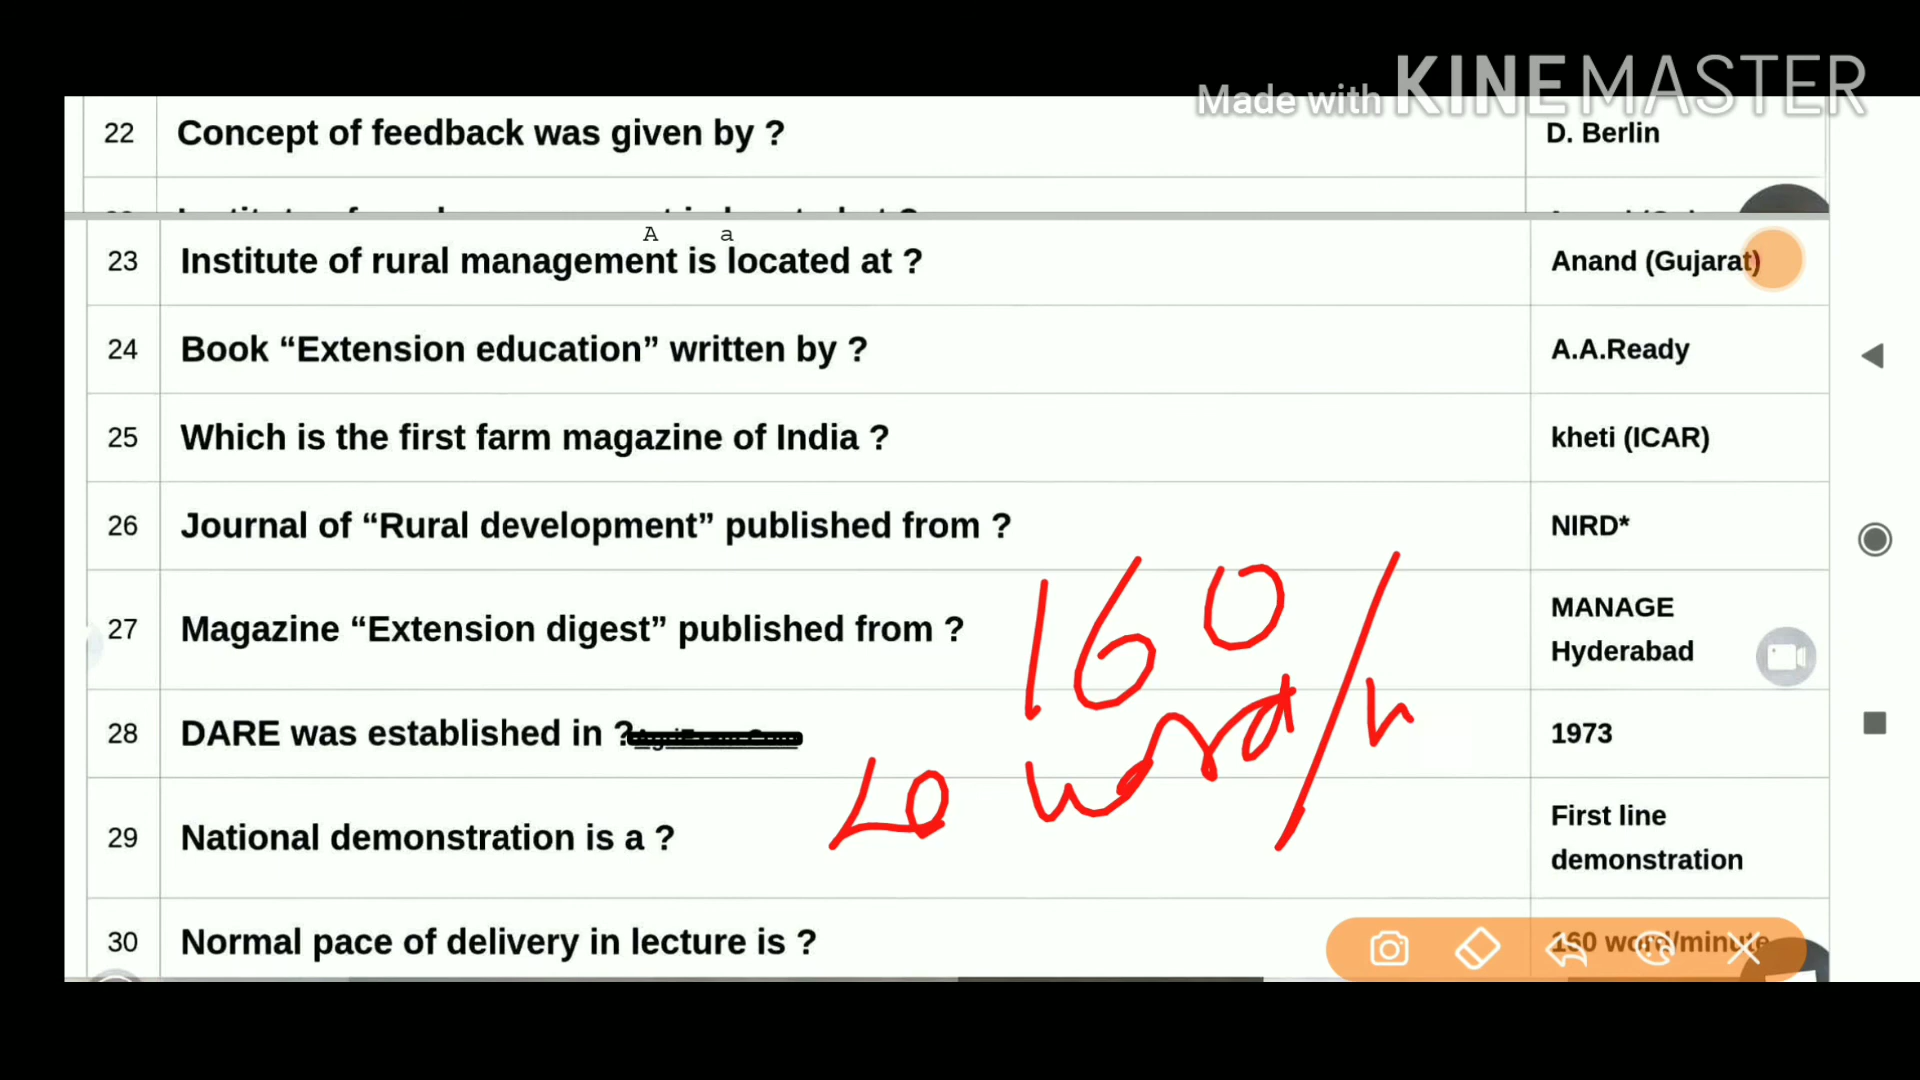 Made with KINEMASTER
22 Concept of feedback was given by ? D. Berlin
A a
23 Institute of rural management is located at ? Anand (Gujarat)
24 Book “Extension education” written by ? A.A.Ready
25 Which is the first farm magazine of India ? kheti (ICAR)
26 Journal of “Rural development” published from ? NIRD*
27 Magazine “Extension digest” published from ? MANAGE Hyderabad
28 DARE was established in ? 1973
29 National demonstration is a ? First line demonstration
30 Normal pace of delivery in lecture is ? 160 word/minute
160
word/